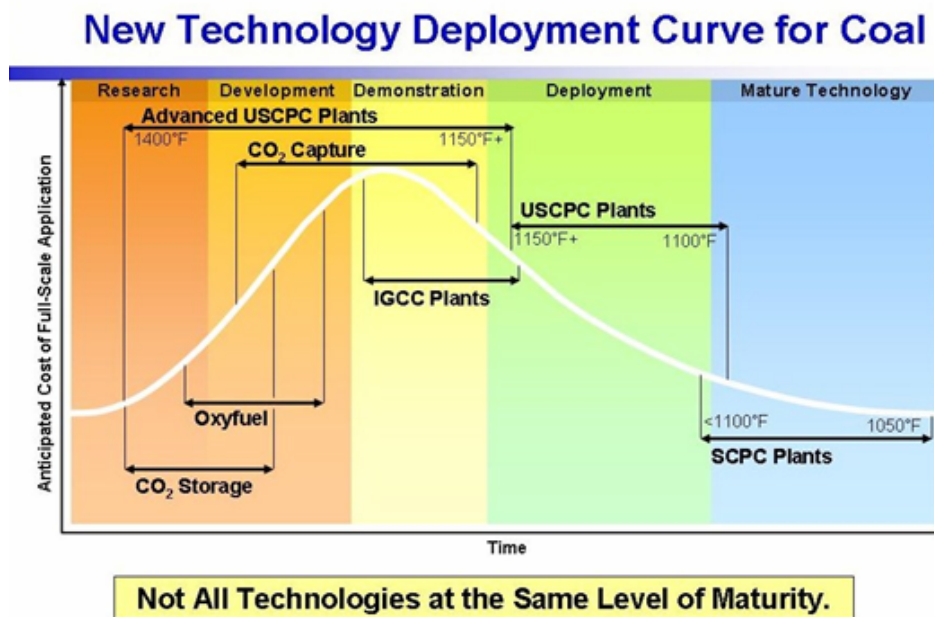 New Technology Deployment Curve for Coal
Research Development Demonstration Deployment Mature Technology
Advanced USCPC Plants
1400°F 1150°F+
CO₂ Capture
USCPC Plants
1150°F+ 1100°F
IGCC Plants
Oxyfuel
<1100°F 1050°F
SCPC Plants
CO₂ Storage
Anticipated Cost of Full-Scale Application
Time
Not All Technologies at the Same Level of Maturity.